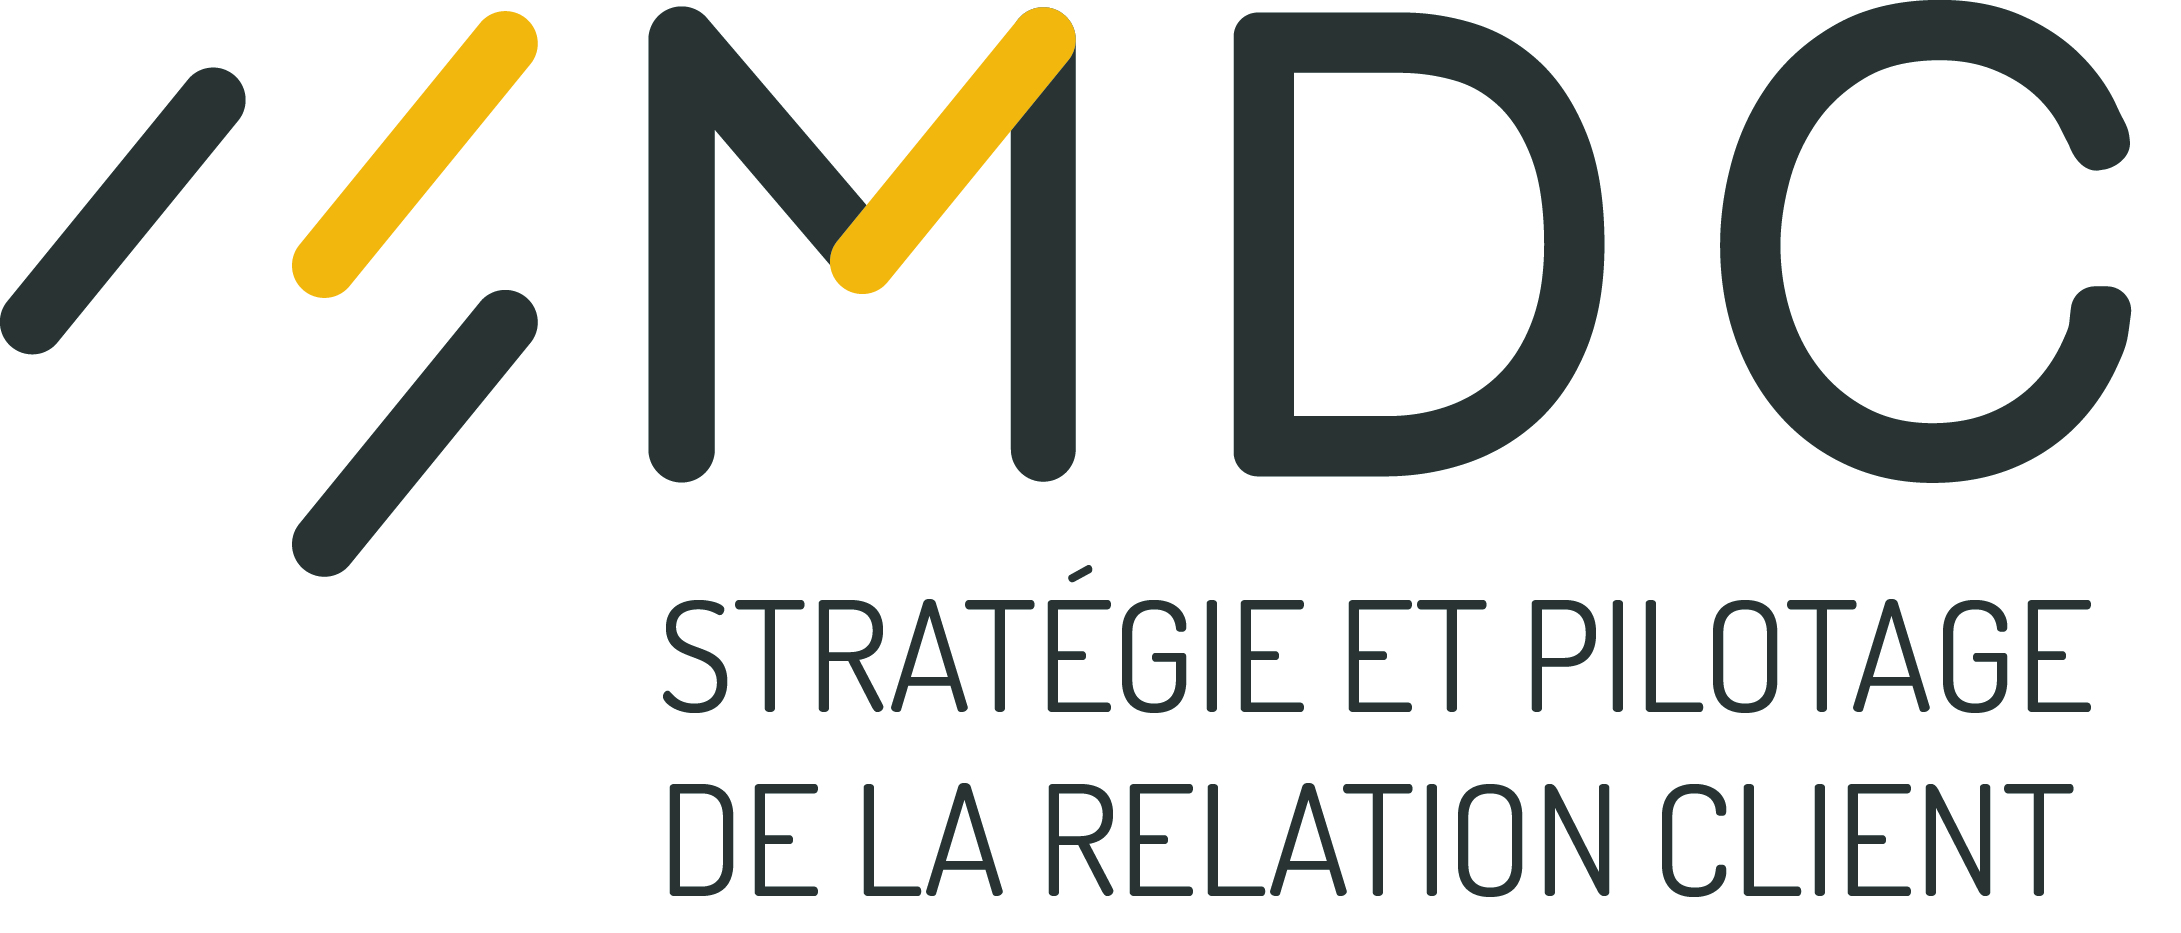 MDC
STRATÉGIE ET PILOTAGE
DE LA RELATION CLIENT